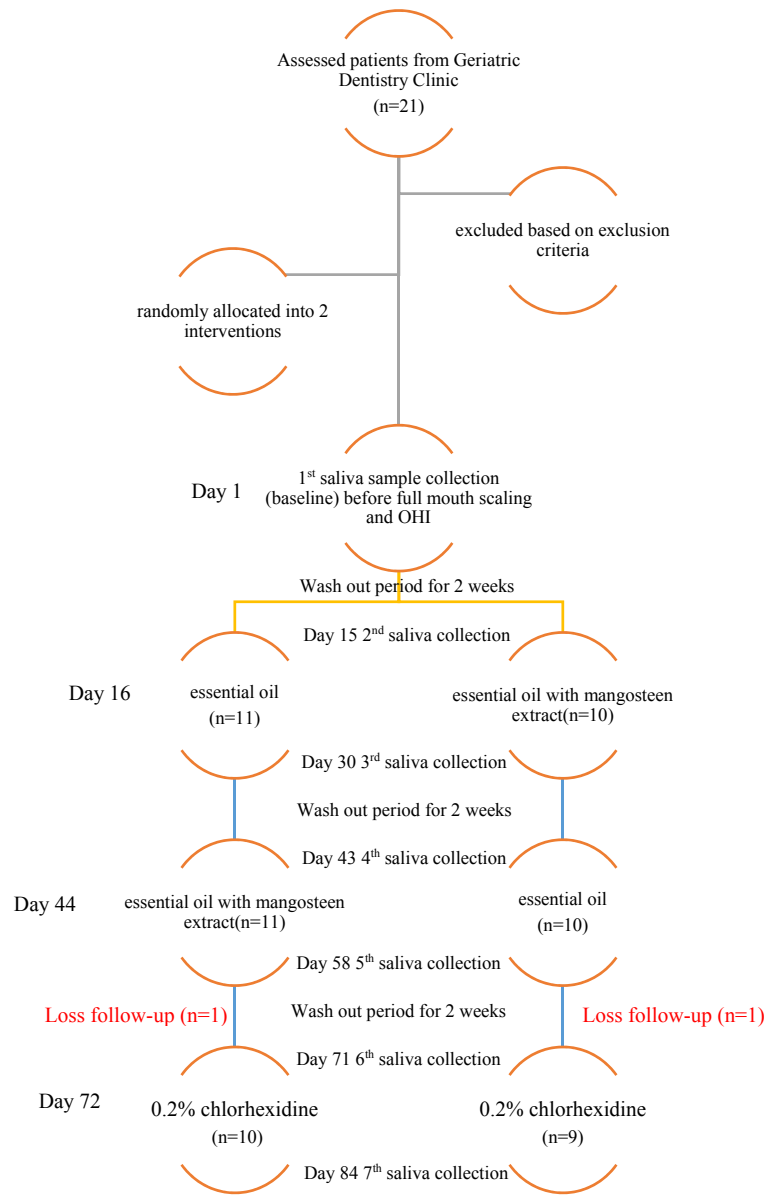 Assessed patients from Geriatric
Dentistry Clinic
(n=21)
excluded based on exclusion
criteria
randomly allocated into 2
interventions
Day 1
1st saliva sample collection
(baseline) before full mouth scaling
and OHI
Wash out period for 2 weeks
Day 15 2nd saliva collection
Day 16
essential oil
(n=11)
essential oil with mangosteen
extract(n=10)
Day 30 3rd saliva collection
Wash out period for 2 weeks
Day 43 4th saliva collection
Day 44
essential oil with mangosteen
extract(n=11)
essential oil
(n=10)
Day 58 5th saliva collection
Loss follow-up (n=1)
Wash out period for 2 weeks
Loss follow-up (n=1)
Day 71 6th saliva collection
Day 72
0.2% chlorhexidine
(n=10)
0.2% chlorhexidine
(n=9)
Day 84 7th saliva collection